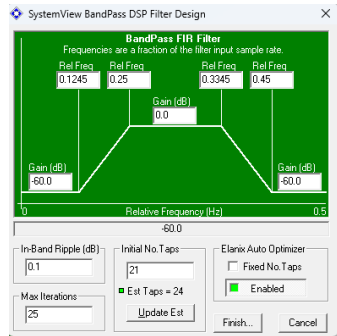 SystemView BandPass DSP Filter Design
BandPass FIR Filter
Frequencies are a fraction of the filter input sample rate.
Rel Freq Rel Freq Rel Freq Rel Freq
0.1245 0.25 0.3345 0.45
Gain (dB)
0.0
Gain (dB) Gain (dB)
-60.0 -60.0
0 Relative Frequency (Hz) 0.5
-60.0
In-Band Ripple (dB) Initial No. Taps Elanix Auto Optimizer
0.1 21 Fixed No. Taps
Est Taps = 24 Enabled
Max Iterations
25 Update Est
Finish... Cancel